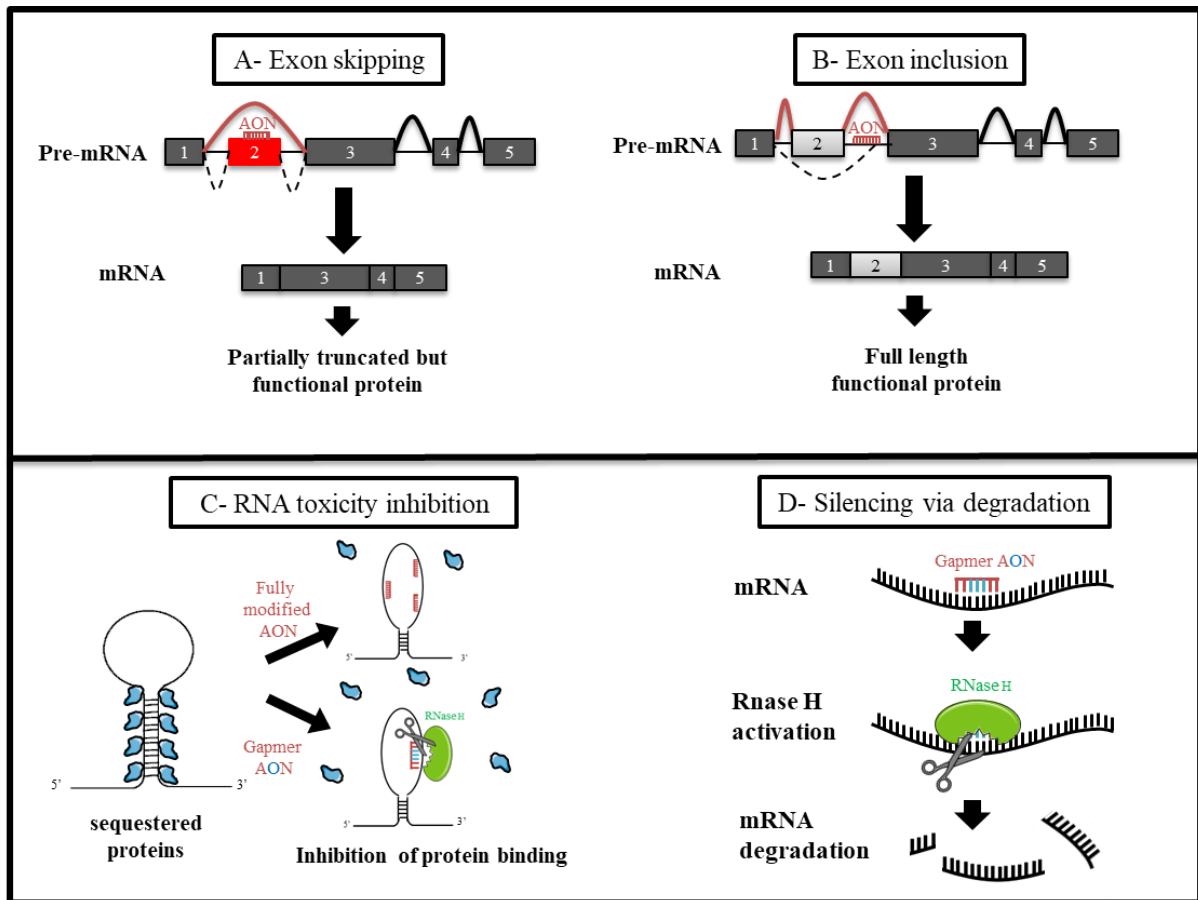 A- Exon skipping
AON
Pre-mRNA
1 2 3 4 5
mRNA
1 3 4 5
Partially truncated but
functional protein
B- Exon inclusion
AON
Pre-mRNA
1 2 3 4 5
mRNA
1 2 3 4 5
Full length
functional protein
C- RNA toxicity inhibition
Fully
modified
AON
5’ 3’
Gapmer
AON
RNase H
5’ 3’
5’ 3’
sequestered
proteins
Inhibition of protein binding
D- Silencing via degradation
Gapmer AON
mRNA
RNase H
Rnase H
activation
mRNA
degradation